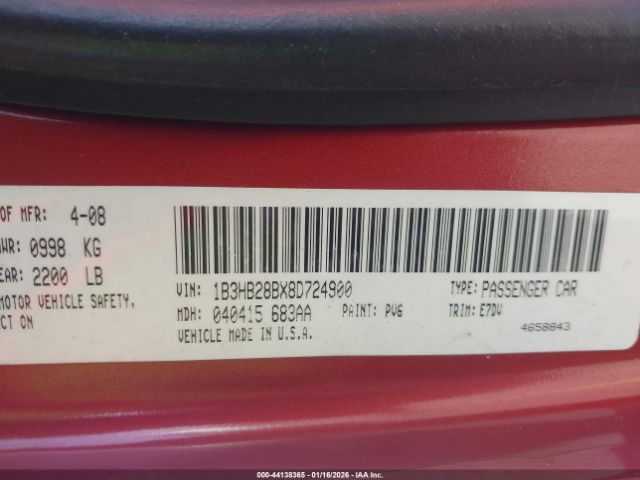 OF MFR: 4-08
WR: 0998 KG
EAR: 2200 LB
MOTOR VEHICLE SAFETY,
CT ON
VIN: 1B3HB28BX8D724900 TYPE: PASSENGER CAR
MDH: 040415 683AA PAINT: PV6 TRIM: E7DV
VEHICLE MADE IN U.S.A. 4658843
000-44138365 - 01/16/2026 - IAA Inc.